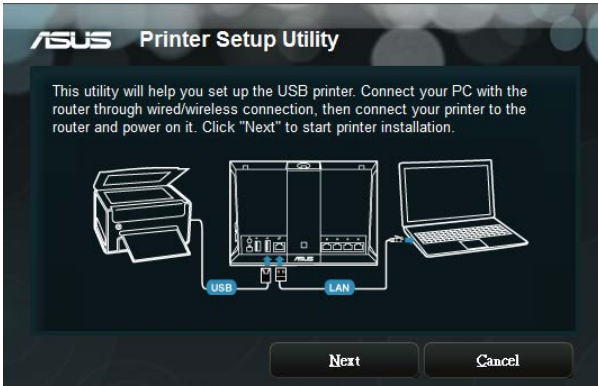 ASUS Printer Setup Utility
This utility will help you set up the USB printer. Connect your PC with the
router through wired/wireless connection, then connect your printer to the
router and power on it. Click "Next" to start printer installation.
ASUS
USB LAN
Next Cancel